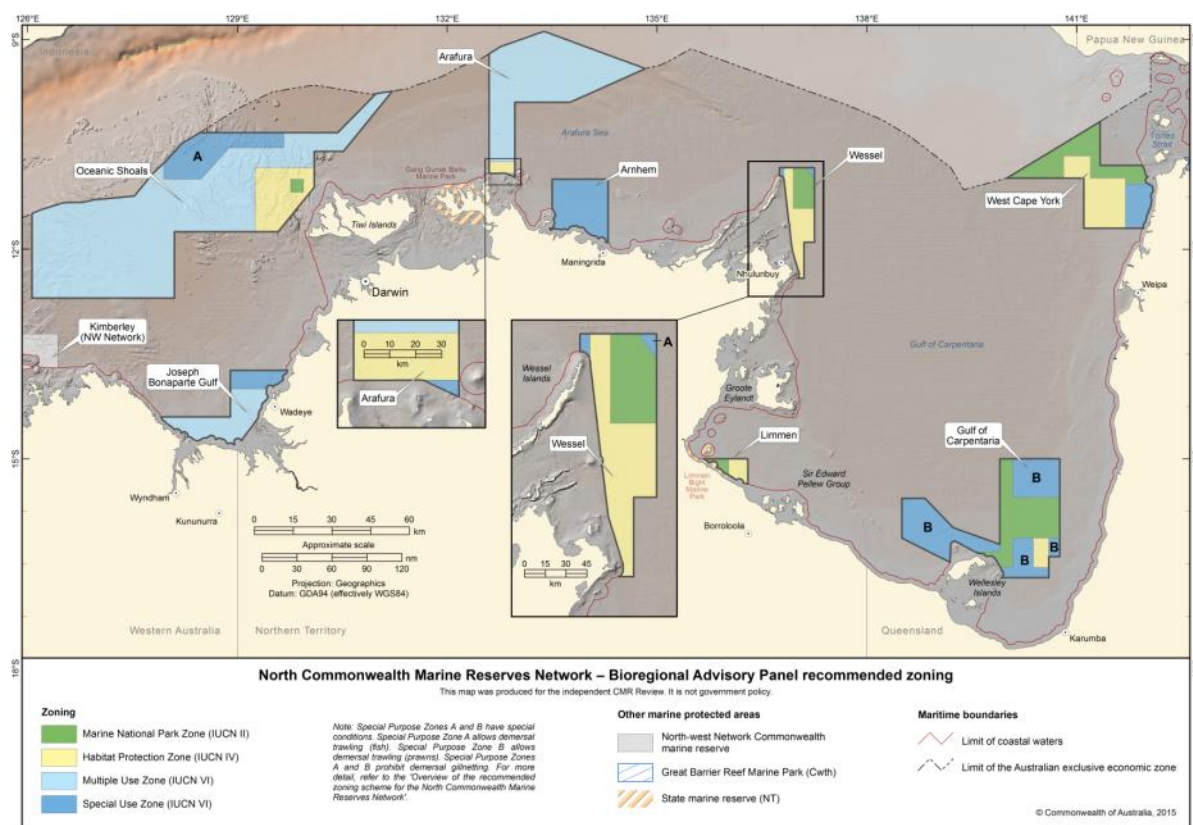 126°E
129°E
132°E
135°E
138°E
141°E
9°S
Indonesia
Papua New Guinea
Arafura
Arafura Sea
Torres
Strait
A
Oceanic Shoals
Garig Gunak Barlu
Marine Park
Arnhem
Wessel
West Cape York
Tiwi Islands
12°S
Maningrida
Nhulunbuy
Darwin
Weipa
Kimberley
(NW Network)
Joseph
Bonaparte Gulf
0 10 20 30
km
Arafura
A
Wessel
Islands
Gulf of Carpentaria
Groote
Eylandt
Wadeye
Wessel
Limmen
Gulf of
Carpentaria
15°S
Limmen
Bight
Marine
Park
Sir Edward
Pellew Group
B
Wyndham
Kununurra
Borroloola
B
B
B
0 15 30 45 60
km
Approximate scale
nm
0 30 60 90 120
Projection: Geographics
Datum: GDA94 (effectively WGS84)
0 15 30 45
km
Wellesley
Islands
Western Australia
Northern Territory
Queensland
Karumba
18°S
North Commonwealth Marine Reserves Network – Bioregional Advisory Panel recommended zoning
This map was produced for the independent CMR Review. It is not government policy.
Zoning
Marine National Park Zone (IUCN II)
Habitat Protection Zone (IUCN IV)
Multiple Use Zone (IUCN VI)
Special Use Zone (IUCN VI)
Note: Special Purpose Zones A and B have special
conditions. Special Purpose Zone A allows demersal
trawling (fish). Special Purpose Zone B allows
demersal trawling (prawns). Special Purpose Zones
A and B prohibit demersal gillnetting. For more
detail, refer to the 'Overview of the recommended
zoning scheme for the North Commonwealth Marine
Reserves Network'.
Other marine protected areas
North-west Network Commonwealth
marine reserve
Great Barrier Reef Marine Park (Cwth)
State marine reserve (NT)
Maritime boundaries
Limit of coastal waters
Limit of the Australian exclusive economic zone
© Commonwealth of Australia, 2015